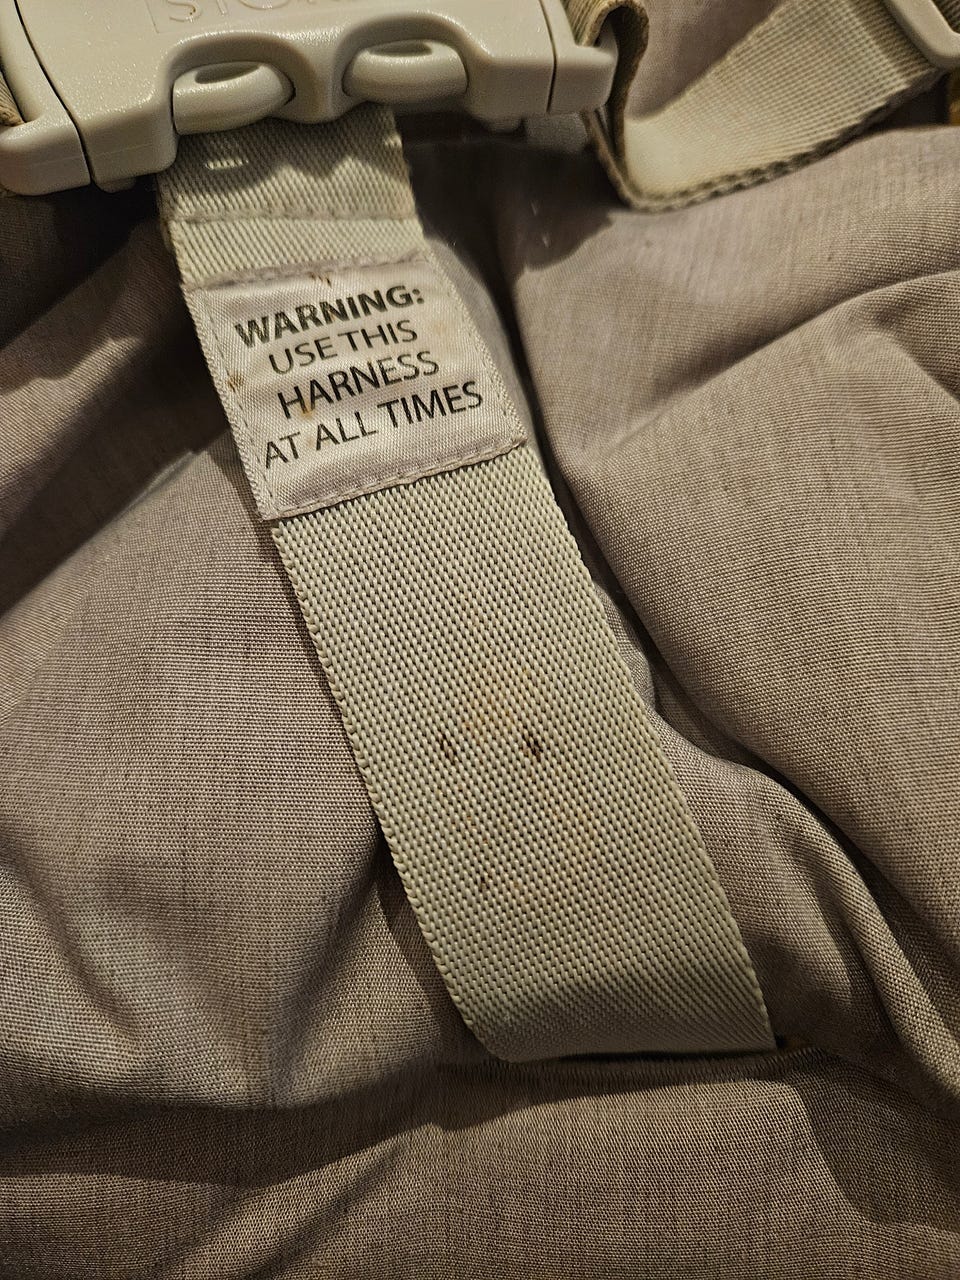 WARNING:
USE THIS
HARNESS
AT ALL TIMES